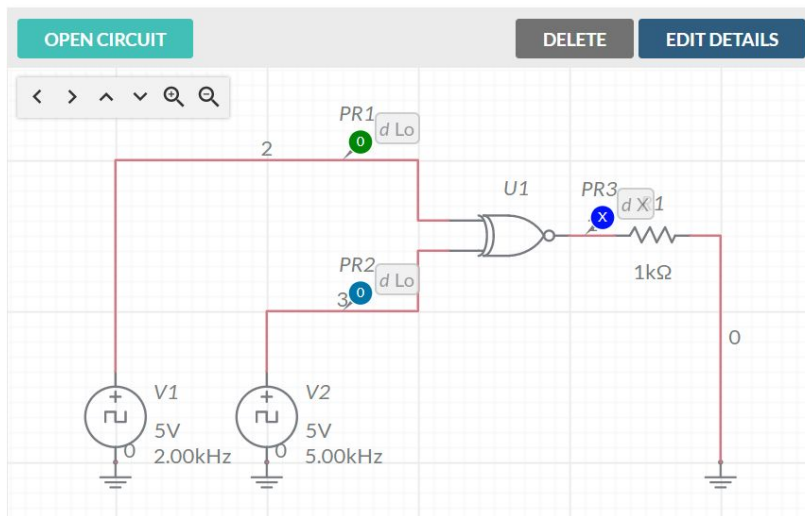 OPEN CIRCUIT
DELETE
EDIT DETAILS
PR1
d Lo
0
2
U1
PR3
d X 1
X
PR2
d Lo
0
3
1kΩ
0
V1
5V
0
2.00kHz
V2
5V
0
5.00kHz